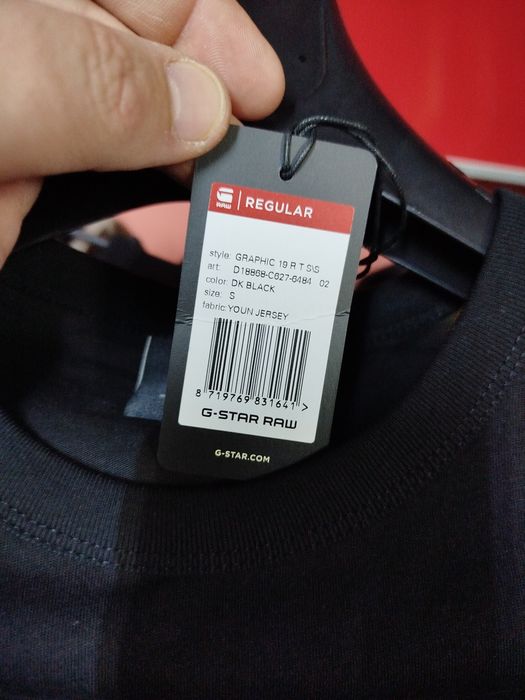 RAW | REGULAR
style: GRAPHIC 19 R T S\S
art: D18868-C627-6484 02
color: DK BLACK
size: S
fabric: YOUN JERSEY
8 719769 831641 >
G-STAR RAW
G-STAR.COM